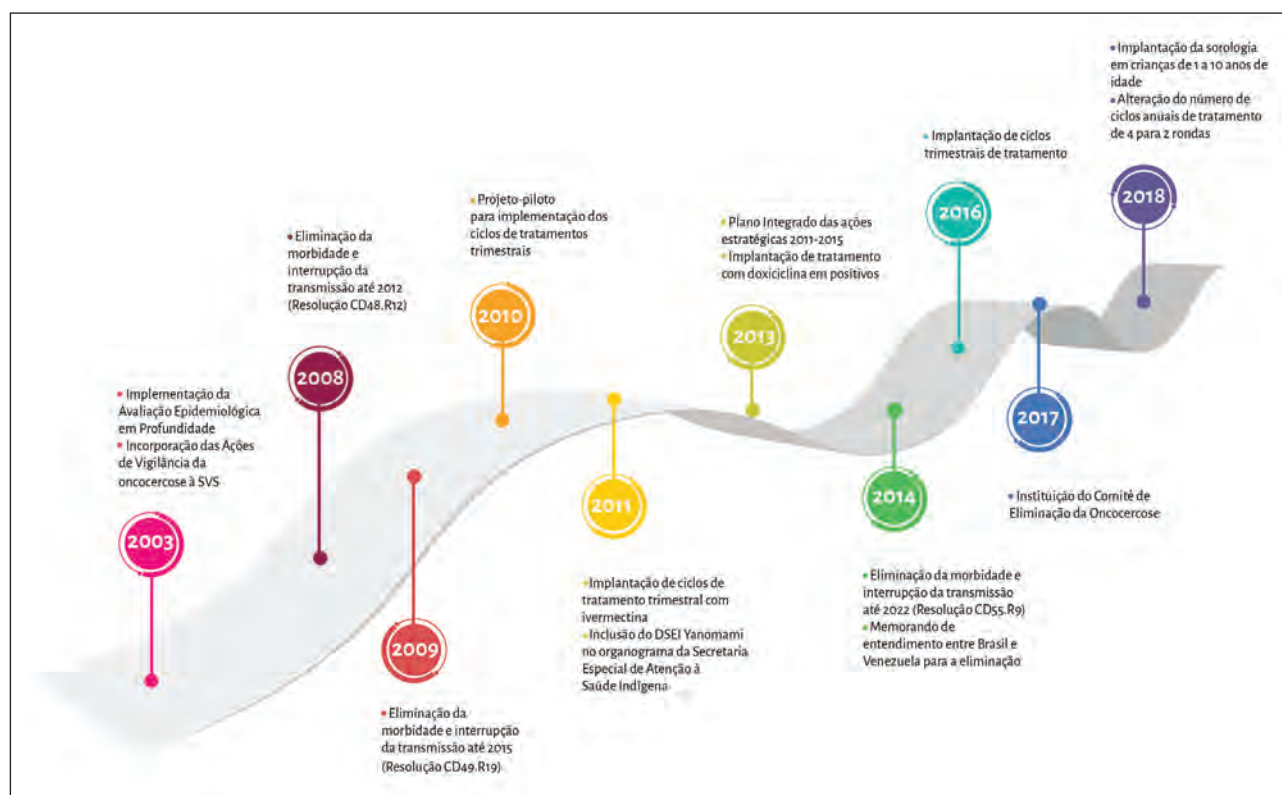 • Implementação da
Avaliação Epidemiológica
em Profundidade
• Incorporação das Ações
de Vigilância da
oncocercose à SVS
2003
• Eliminação da
morbidade e
interrupção da
transmissão até 2012
(Resolução CD48.R12)
2008
2009
• Eliminação da
morbidade e interrupção
da transmissão até 2015
(Resolução CD49.R19)
• Projeto-piloto
para implementação dos
ciclos de tratamentos
trimestrais
2010
2011
• Implantação de ciclos de
tratamento trimestral com
ivermectina
• Inclusão do DSEI Yanomami
no organograma da Secretaria
Especial de Atenção à
Saúde Indígena
• Plano Integrado das ações
estratégicas 2011-2015
• Implantação de tratamento
com doxiciclina em positivos
2013
2014
• Eliminação da morbidade e
interrupção da transmissão
até 2022 (Resolução CD55.R9)
• Memorando de
entendimento entre Brasil e
Venezuela para a eliminação
• Implantação de ciclos
trimestrais de tratamento
2016
2017
• Instituição do Comitê de
Eliminação da Oncocercose
• Implantação da sorologia
em crianças de 1 a 10 anos de
idade
• Alteração do número de
ciclos anuais de tratamento
de 4 para 2 rondas
2018